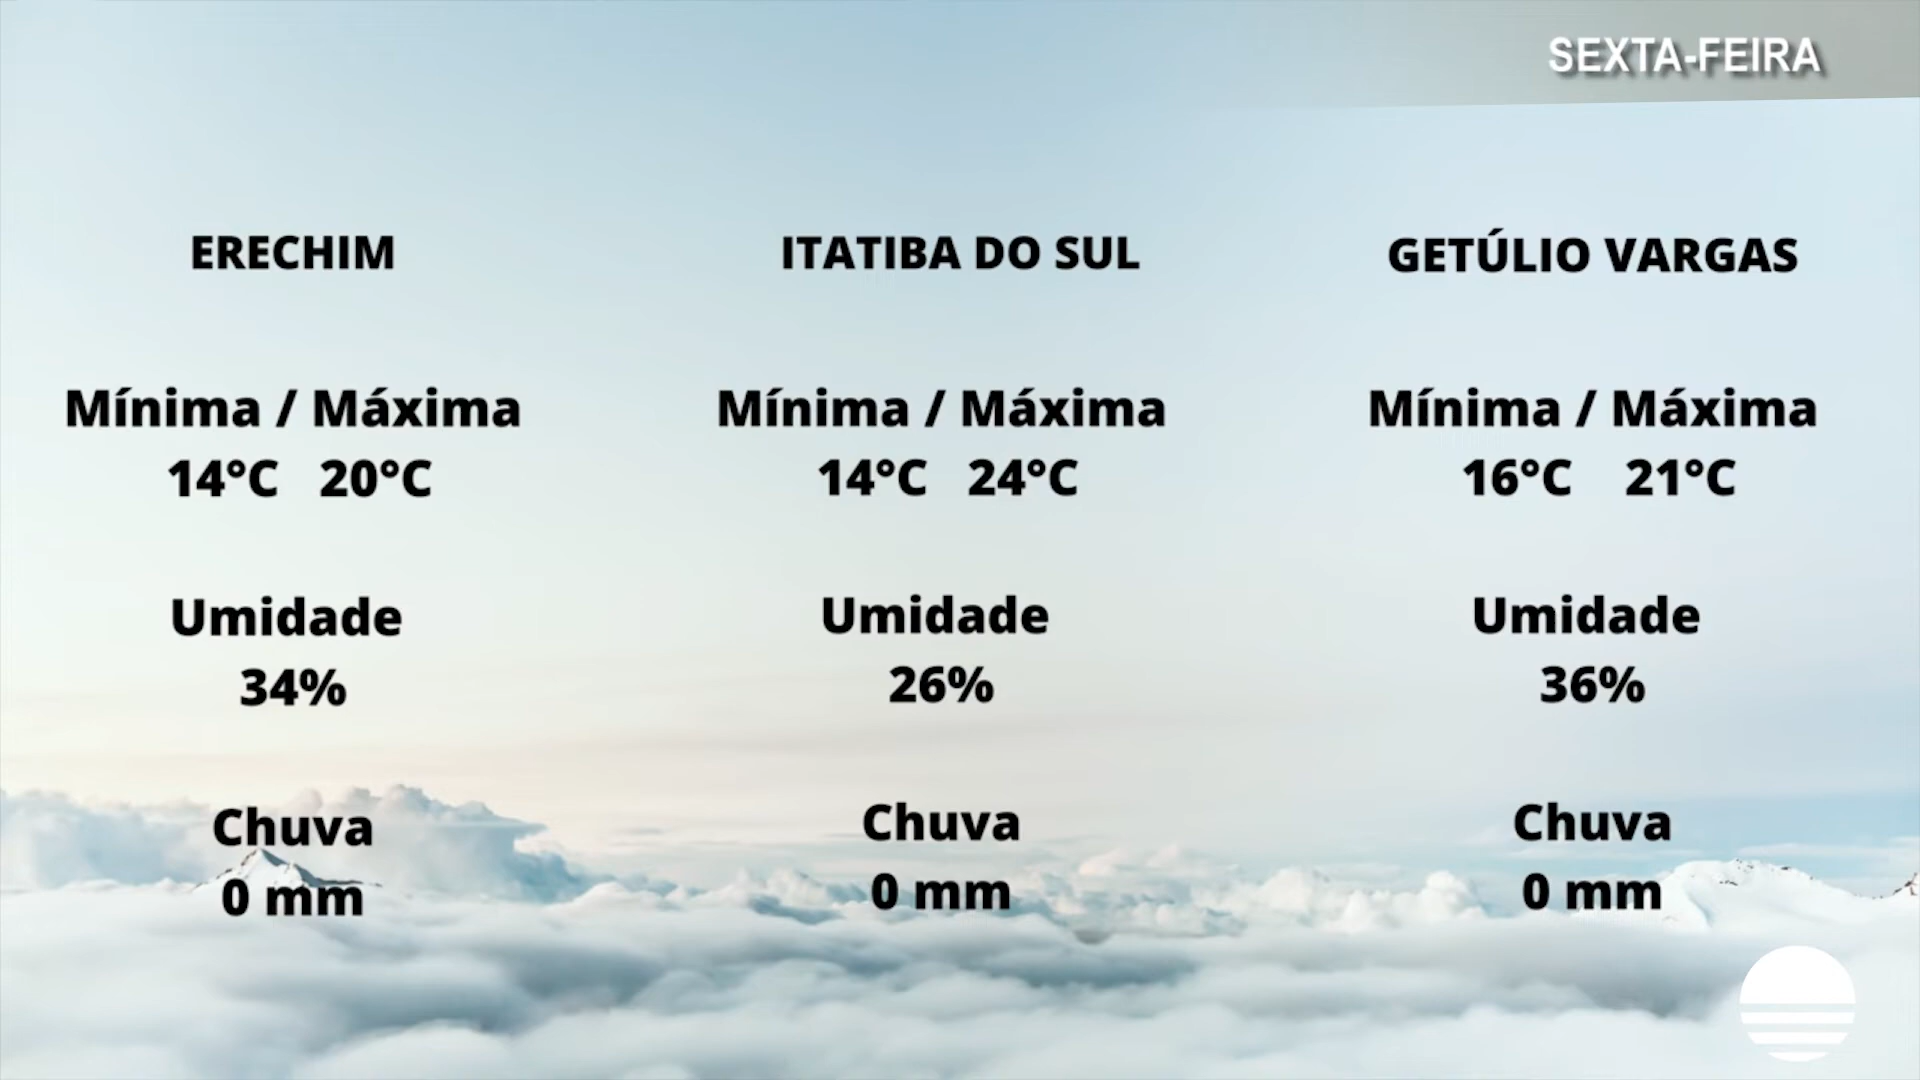 SEXTA-FEIRA
ERECHIM
Mínima / Máxima
14°C 20°C
Umidade
34%
Chuva
0 mm
ITATIBA DO SUL
Mínima / Máxima
14°C 24°C
Umidade
26%
Chuva
0 mm
GETÚLIO VARGAS
Mínima / Máxima
16°C 21°C
Umidade
36%
Chuva
0 mm